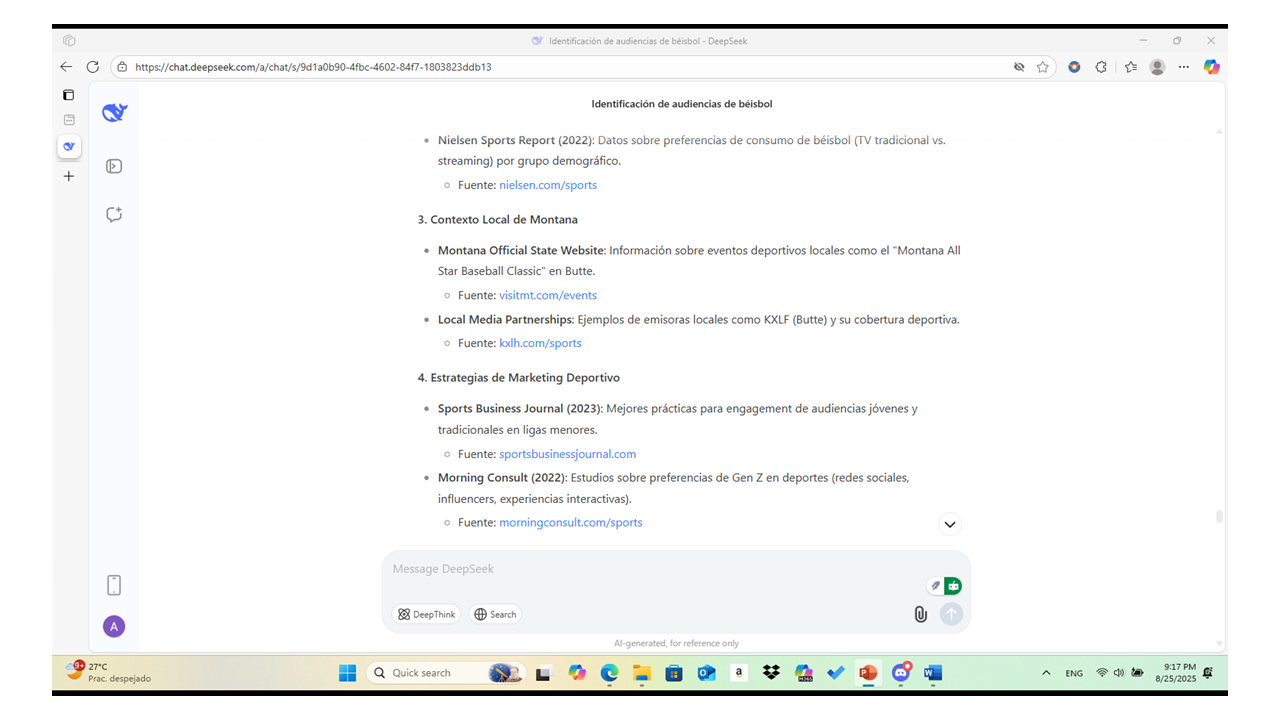 Identificación de audiencias de béisbol - DeepSeek
https://chat.deepseek.com/a/chat/s/9d1a0b90-4fbc-4602-84f7-1803823ddb13
Identificación de audiencias de béisbol
Nielsen Sports Report (2022): Datos sobre preferencias de consumo de béisbol (TV tradicional vs.
streaming) por grupo demográfico.
Fuente: nielsen.com/sports
3. Contexto Local de Montana
Montana Official State Website: Información sobre eventos deportivos locales como el "Montana All
Star Baseball Classic" en Butte.
Fuente: visitmt.com/events
Local Media Partnerships: Ejemplos de emisoras locales como KXLF (Butte) y su cobertura deportiva.
Fuente: kxlh.com/sports
4. Estrategias de Marketing Deportivo
Sports Business Journal (2023): Mejores prácticas para engagement de audiencias jóvenes y
tradicionales en ligas menores.
Fuente: sportsbusinessjournal.com
Morning Consult (2022): Estudios sobre preferencias de Gen Z en deportes (redes sociales,
influencers, experiencias interactivas).
Fuente: morningconsult.com/sports
Message DeepSeek
DeepThink
Search
A
AI-generated, for reference only
9+
27°C
Prac. despejado
Quick search
a
M365
ENG
9:17 PM
8/25/2025